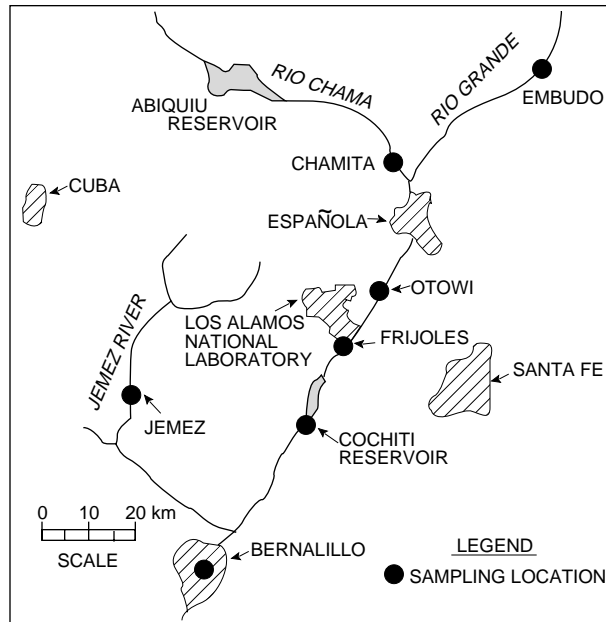 RIO CHAMA
RIO GRANDE
ABIQUIU
RESERVOIR
EMBUDO
CHAMITA
CUBA
ESPAÑOLA
OTOWI
LOS ALAMOS
NATIONAL
LABORATORY
FRIJOLES
JEMEZ RIVER
SANTA FE
JEMEZ
COCHITI
RESERVOIR
0 10 20 km
SCALE
BERNALILLO
LEGEND
SAMPLING LOCATION